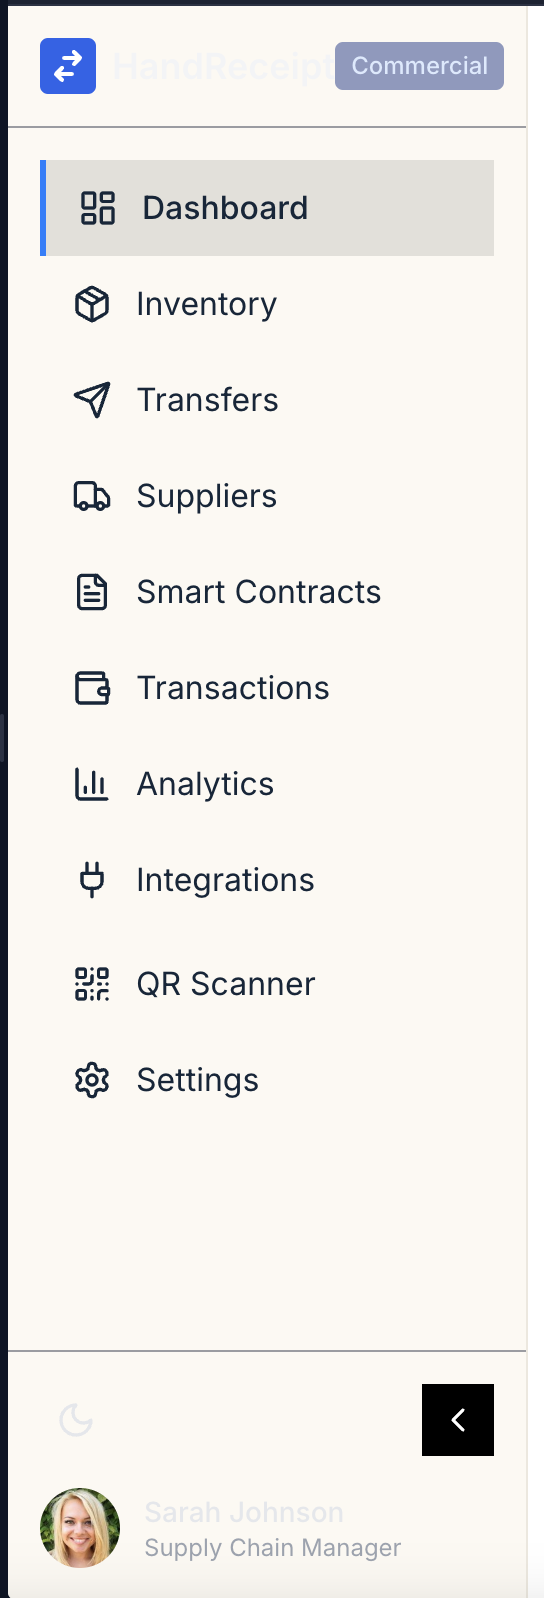 HandReceipt Commercial
Dashboard
Inventory
Transfers
Suppliers
Smart Contracts
Transactions
Analytics
Integrations
QR Scanner
Settings
Sarah Johnson
Supply Chain Manager